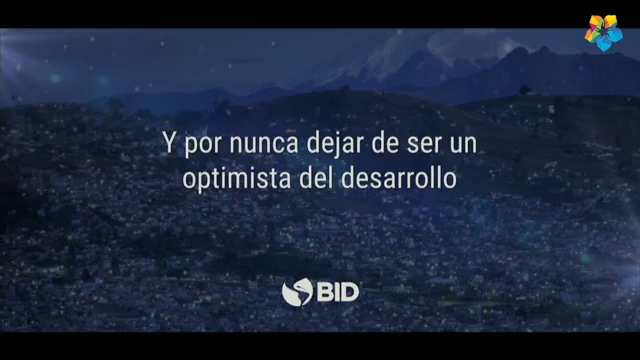 Y por nunca dejar de ser un
optimista del desarrollo
BID